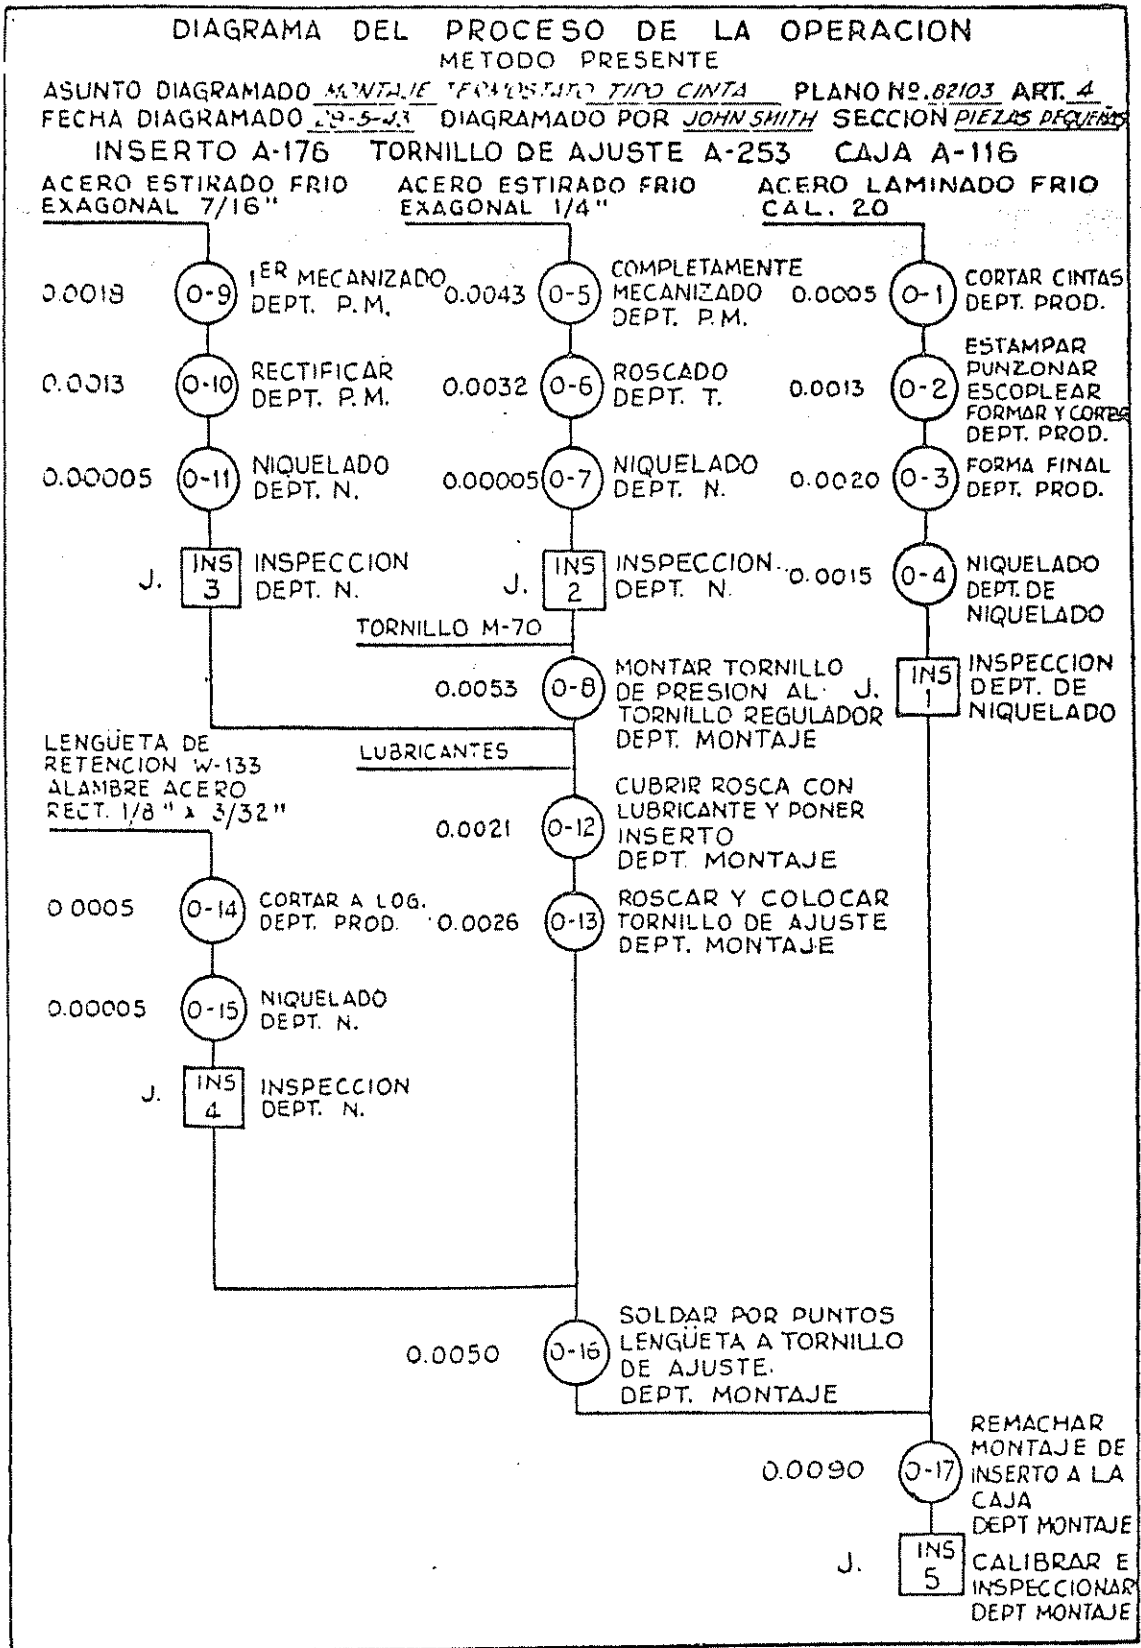 DIAGRAMA DEL PROCESO DE LA OPERACION
METODO PRESENTE
ASUNTO DIAGRAMADO MONTAJE TERMOSTATO TIPO CINTA PLANO Nº. 82103 ART. 4
FECHA DIAGRAMADO DIAGRAMADO POR JOHN SMITH SECCION PIEZAS PEQUEÑAS
INSERTO A-176 TORNILLO DE AJUSTE A-253 CAJA A-116
ACERO ESTIRADO FRIO
EXAGONAL 7/16"
ACERO ESTIRADO FRIO
EXAGONAL 1/4"
ACERO LAMINADO FRIO
CAL. 20
0.0018
O-9
1ER MECANIZADO
DEPT. P.M.
0.0043
O-5
COMPLETAMENTE
MECANIZADO
DEPT. P.M.
0.0005
O-1
CORTAR CINTAS
DEPT. PROD.
0.0013
O-10
RECTIFICAR
DEPT. P.M.
0.0032
O-6
ROSCADO
DEPT. T.
0.0013
O-2
ESTAMPAR
PUNZONAR
ESCOPLEAR
FORMAR Y
DEPT. PROD.
0.00005
O-11
NIQUELADO
DEPT. N.
0.00005
O-7
NIQUELADO
DEPT. N.
0.0020
O-3
FORMA FINAL
DEPT. PROD.
J.
INS
3
INSPECCION
DEPT. N.
J.
INS
2
INSPECCION
DEPT. N.
0.0015
O-4
NIQUELADO
DEPT. DE
NIQUELADO
TORNILLO M-70
0.0053
O-8
MONTAR TORNILLO
DE PRESION AL
TORNILLO REGULADOR
DEPT. MONTAJE
J.
INS
1
INSPECCION
DEPT. DE
NIQUELADO
LENGÜETA DE
RETENCION W-133
ALAMBRE ACERO
RECT. 1/8" x 3/32"
LUBRICANTES
0.0021
O-12
CUBRIR ROSCA CON
LUBRICANTE Y PONER
INSERTO
DEPT. MONTAJE
0.0005
O-14
CORTAR A LOG.
DEPT. PROD.
0.0026
O-13
ROSCAR Y COLOCAR
TORNILLO DE AJUSTE
DEPT. MONTAJE
0.00005
O-15
NIQUELADO
DEPT. N.
J.
INS
4
INSPECCION
DEPT. N.
0.0050
O-16
SOLDAR POR PUNTOS
LENGÜETA A TORNILLO
DE AJUSTE.
DEPT. MONTAJE
0.0090
O-17
REMACHAR
MONTAJE DE
INSERTO A LA
CAJA
DEPT MONTAJE
J.
INS
5
CALIBRAR E
INSPECCIONAR
DEPT MONTAJE